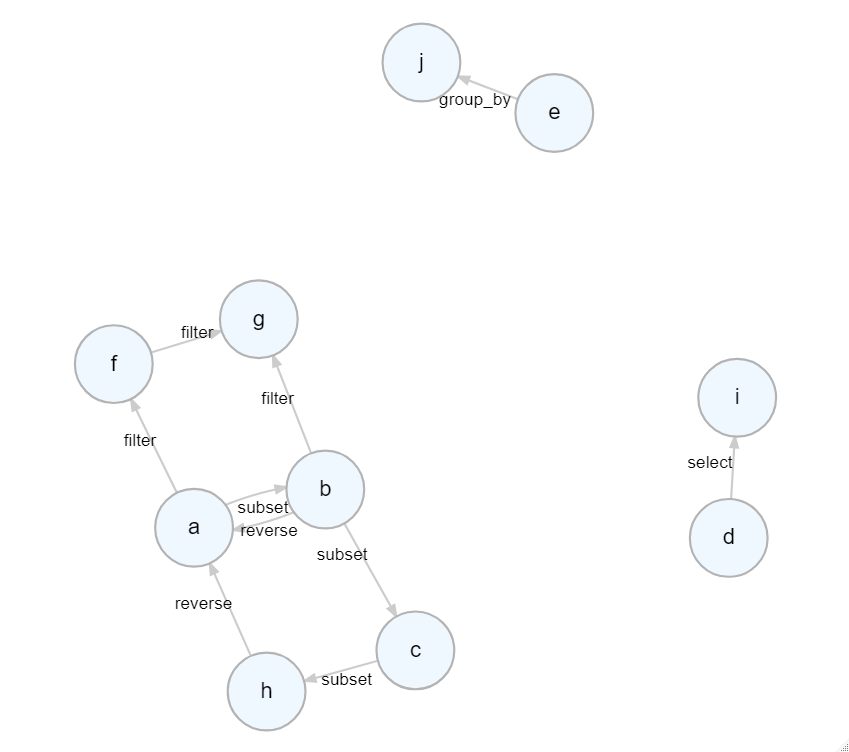 j
group_by
e
g
filter
f
filter
i
filter
select
b
subset
a
reverse
d
subset
reverse
c
subset
h